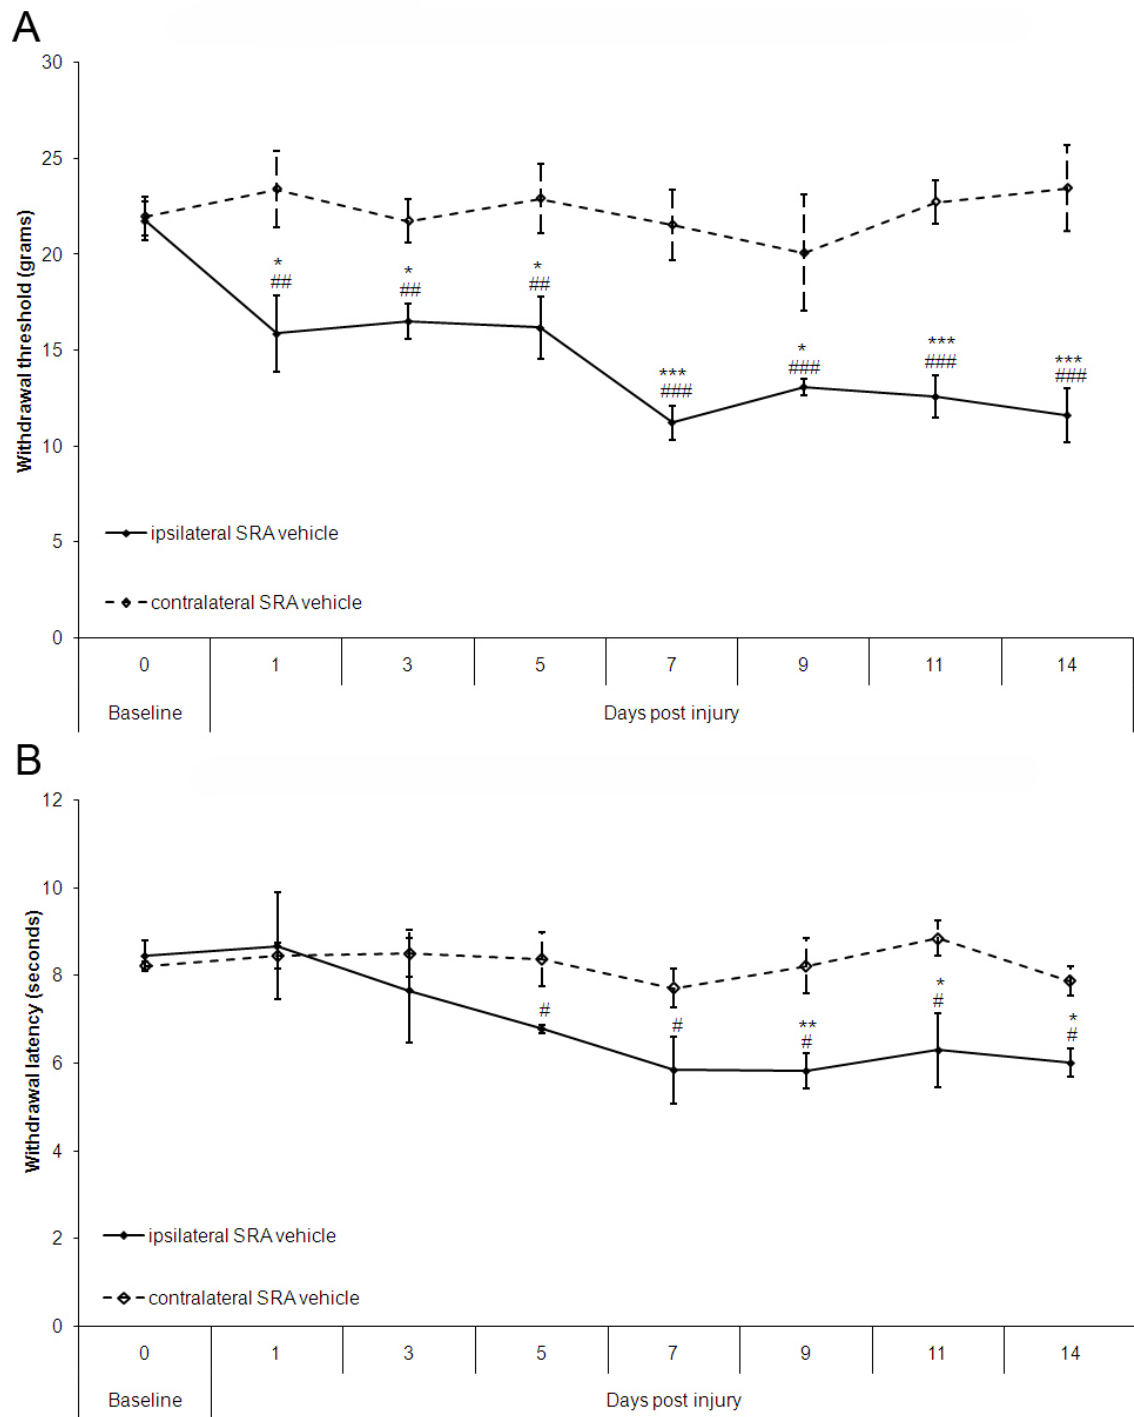 A
30
25
20
15
10
5
0
Withdrawal threshold (grams)
* * *
## ## ##
*** * *** ***
### ### ### ###
ipsilateral SRA vehicle
contralateral SRA vehicle
0 1 3 5 7 9 11 14
Baseline Days post injury
B
12
10
8
6
4
2
0
Withdrawal latency (seconds)
# # ** * *
# # #
ipsilateral SRA vehicle
contralateral SRA vehicle
0 1 3 5 7 9 11 14
Baseline Days post injury